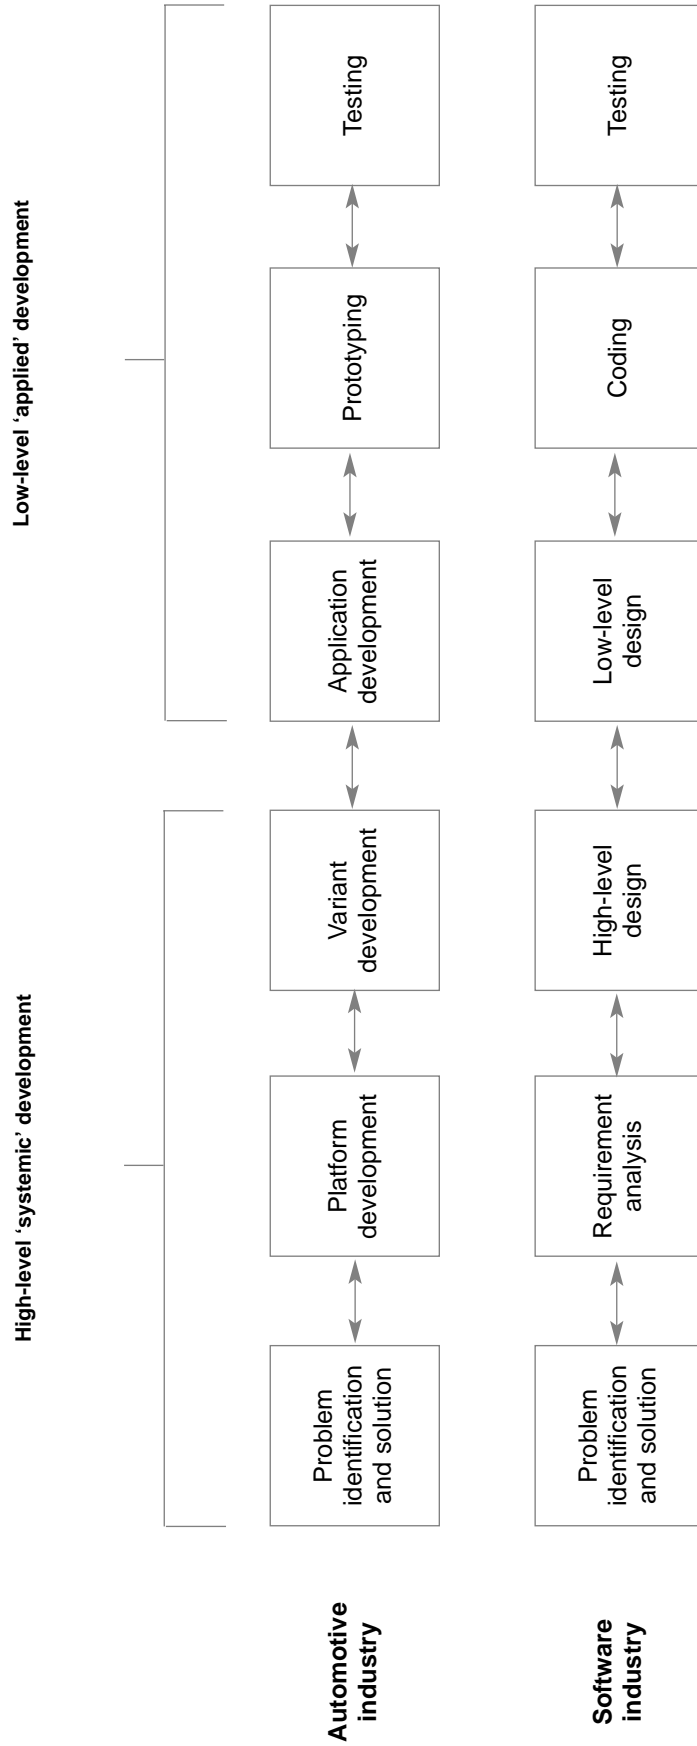 High-level ‘systemic’ development
Low-level ‘applied’ development
Automotive
industry
Problem
identification
and solution
Platform
development
Variant
development
Application
development
Prototyping
Testing
Software
industry
Problem
identification
and solution
Requirement
analysis
High-level
design
Low-level
design
Coding
Testing